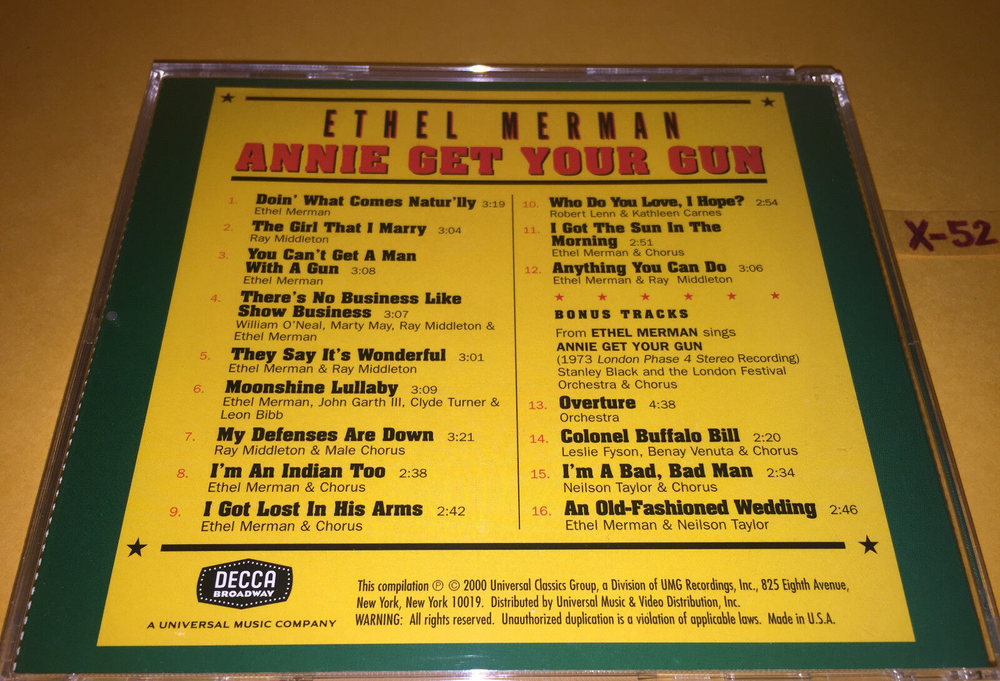 ETHEL MERMAN
ANNIE GET YOUR GUN
1. Doin' What Comes Natur'lly 3:19
Ethel Merman
2. The Girl That I Marry 3:04
Ray Middleton
3. You Can't Get A Man
With A Gun 3:08
Ethel Merman
4. There's No Business Like
Show Business 3:07
William O'Neal, Marty May, Ray Middleton &
Ethel Merman
5. They Say It's Wonderful 3:01
Ethel Merman & Ray Middleton
6. Moonshine Lullaby 3:09
Ethel Merman, John Garth III, Clyde Turner &
Leon Bibb
7. My Defenses Are Down 3:21
Ray Middleton & Male Chorus
8. I'm An Indian Too 2:38
Ethel Merman & Chorus
9. I Got Lost In His Arms 2:42
Ethel Merman & Chorus
10. Who Do You Love, I Hope? 2:54
Robert Lenn & Kathleen Carnes
11. I Got The Sun In The
Morning 2:51
Ethel Merman & Chorus
12. Anything You Can Do 3:06
Ethel Merman & Ray Middleton
BONUS TRACKS
From ETHEL MERMAN sings
ANNIE GET YOUR GUN
(1973 London Phase 4 Stereo Recording)
Stanley Black and the London Festival
Orchestra & Chorus
13. Overture 4:38
Orchestra
14. Colonel Buffalo Bill 2:20
Leslie Fyson, Benay Venuta & Chorus
15. I'm A Bad, Bad Man 2:34
Neilson Taylor & Chorus
16. An Old-Fashioned Wedding 2:46
Ethel Merman & Neilson Taylor
DECCA
BROADWAY
A UNIVERSAL MUSIC COMPANY
This compilation ℗ © 2000 Universal Classics Group, a Division of UMG Recordings, Inc., 825 Eighth Avenue,
New York, New York 10019. Distributed by Universal Music & Video Distribution, Inc.
WARNING: All rights reserved. Unauthorized duplication is a violation of applicable laws. Made in U.S.A.
X-52